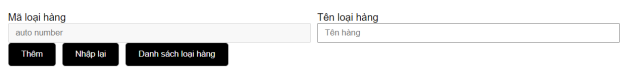 Mã loại hàng Tên loại hàng
auto number Tên hàng
Thêm Nhập lại Danh sách loại hàng